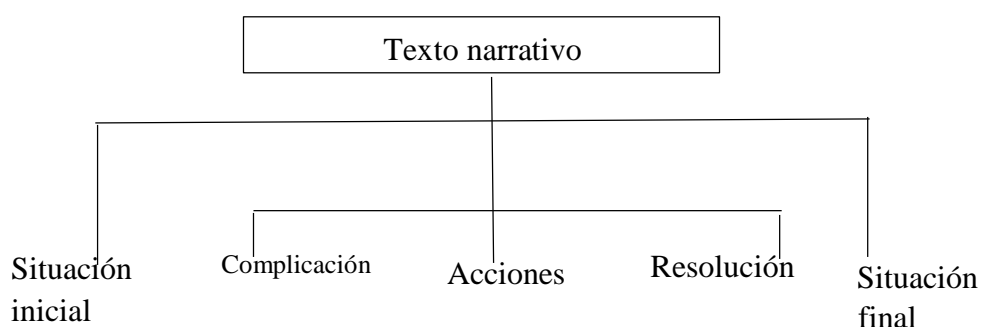 Texto narrativo
Situación
inicial
Complicación
Acciones
Resolución
Situación
final